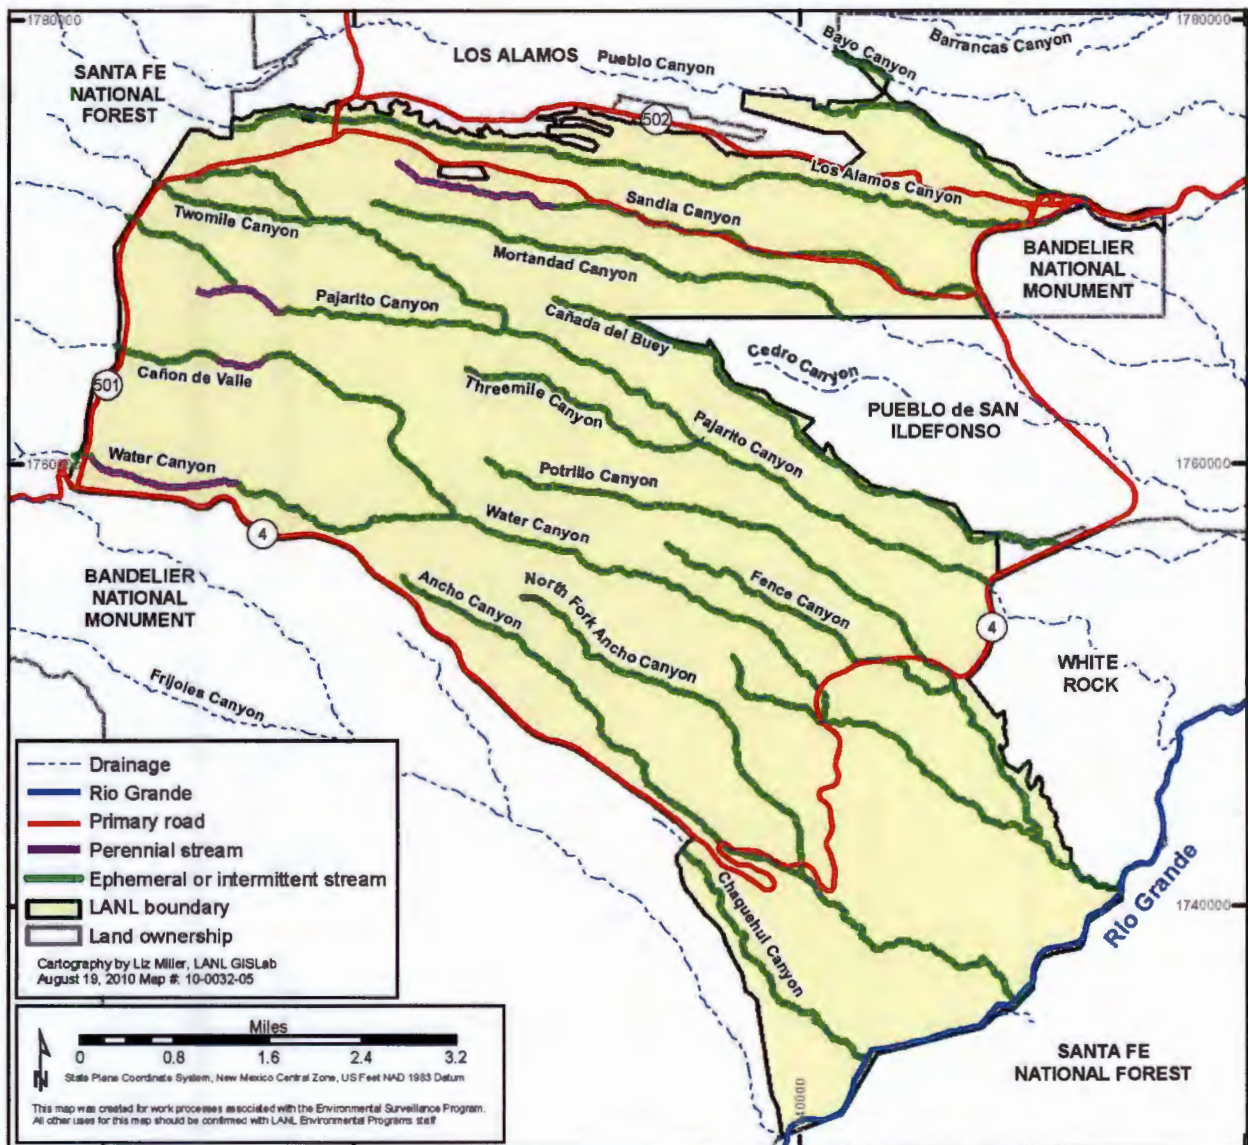 1780000
1780000
SANTA FE
NATIONAL
FOREST
LOS ALAMOS
Pueblo Canyon
Bayo Canyon
Barrancas Canyon
502
Los Alamos Canyon
Sandia Canyon
Twomile Canyon
Mortandad Canyon
BANDELIER
NATIONAL
MONUMENT
Pajarito Canyon
Cañada del Buey
Cedro Canyon
501
Cañon de Valle
Threemile Canyon
PUEBLO de SAN
ILDEFONSO
Pajarito Canyon
1760000
1760000
Water Canyon
Potrillo Canyon
Water Canyon
4
BANDELIER
NATIONAL
MONUMENT
Ancho Canyon
North Fork Ancho Canyon
Fence Canyon
4
WHITE
ROCK
Frijoles Canyon
Drainage
Rio Grande
Primary road
Perennial stream
Ephemeral or intermittent stream
LANL boundary
Land ownership
Cartography by Liz Miller, LANL GISLab
August 19, 2010 Map #: 10-0032-05
Chaquehui Canyon
Rio Grande
1740000
Miles
N
0 0.8 1.6 2.4 3.2
State Plane Coordinate System, New Mexico Central Zone, US Feet NAD 1983 Datum
This map was created for work processes associated with the Environmental Surveillance Program.
All other uses for this map should be confirmed with LANL Environmental Programs staff
SANTA FE
NATIONAL FOREST